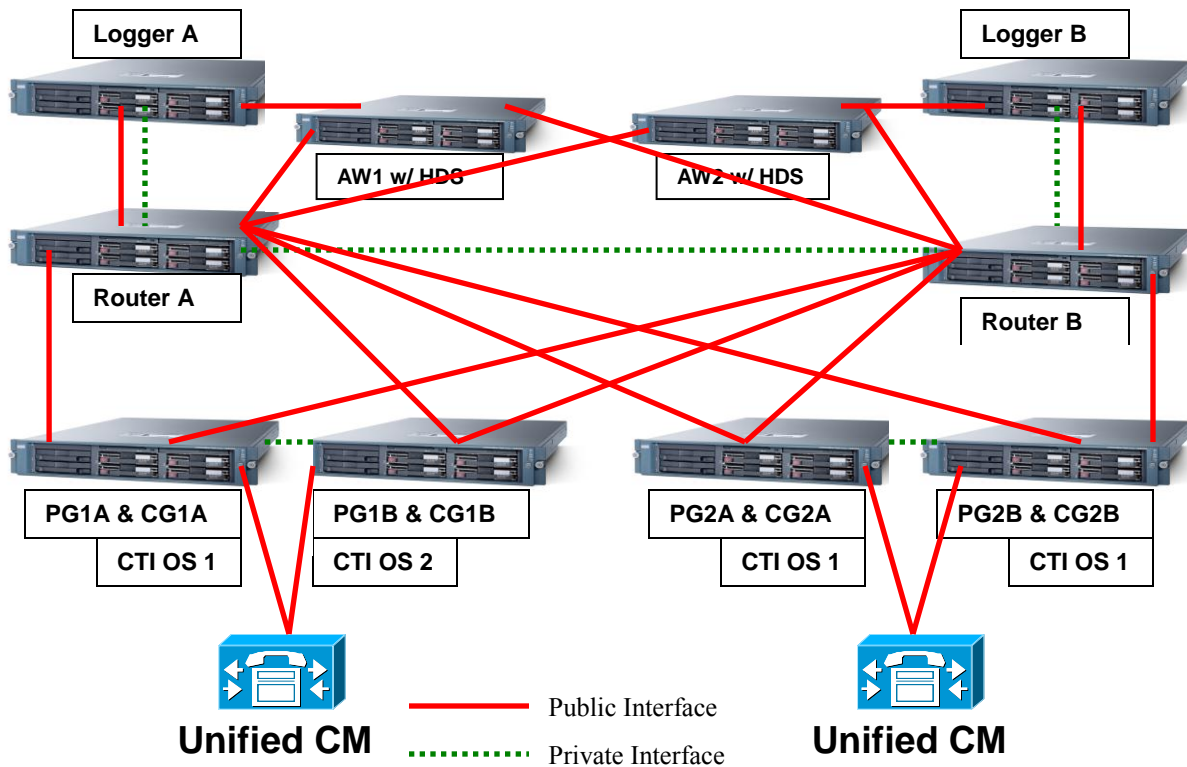 Logger A
Logger B
AW1 w/ HDS
AW2 w/ HDS
Router A
Router B
PG1A & CG1A
PG1B & CG1B
PG2A & CG2A
PG2B & CG2B
CTI OS 1
CTI OS 2
CTI OS 1
CTI OS 1
Unified CM
Public Interface
Unified CM
Private Interface